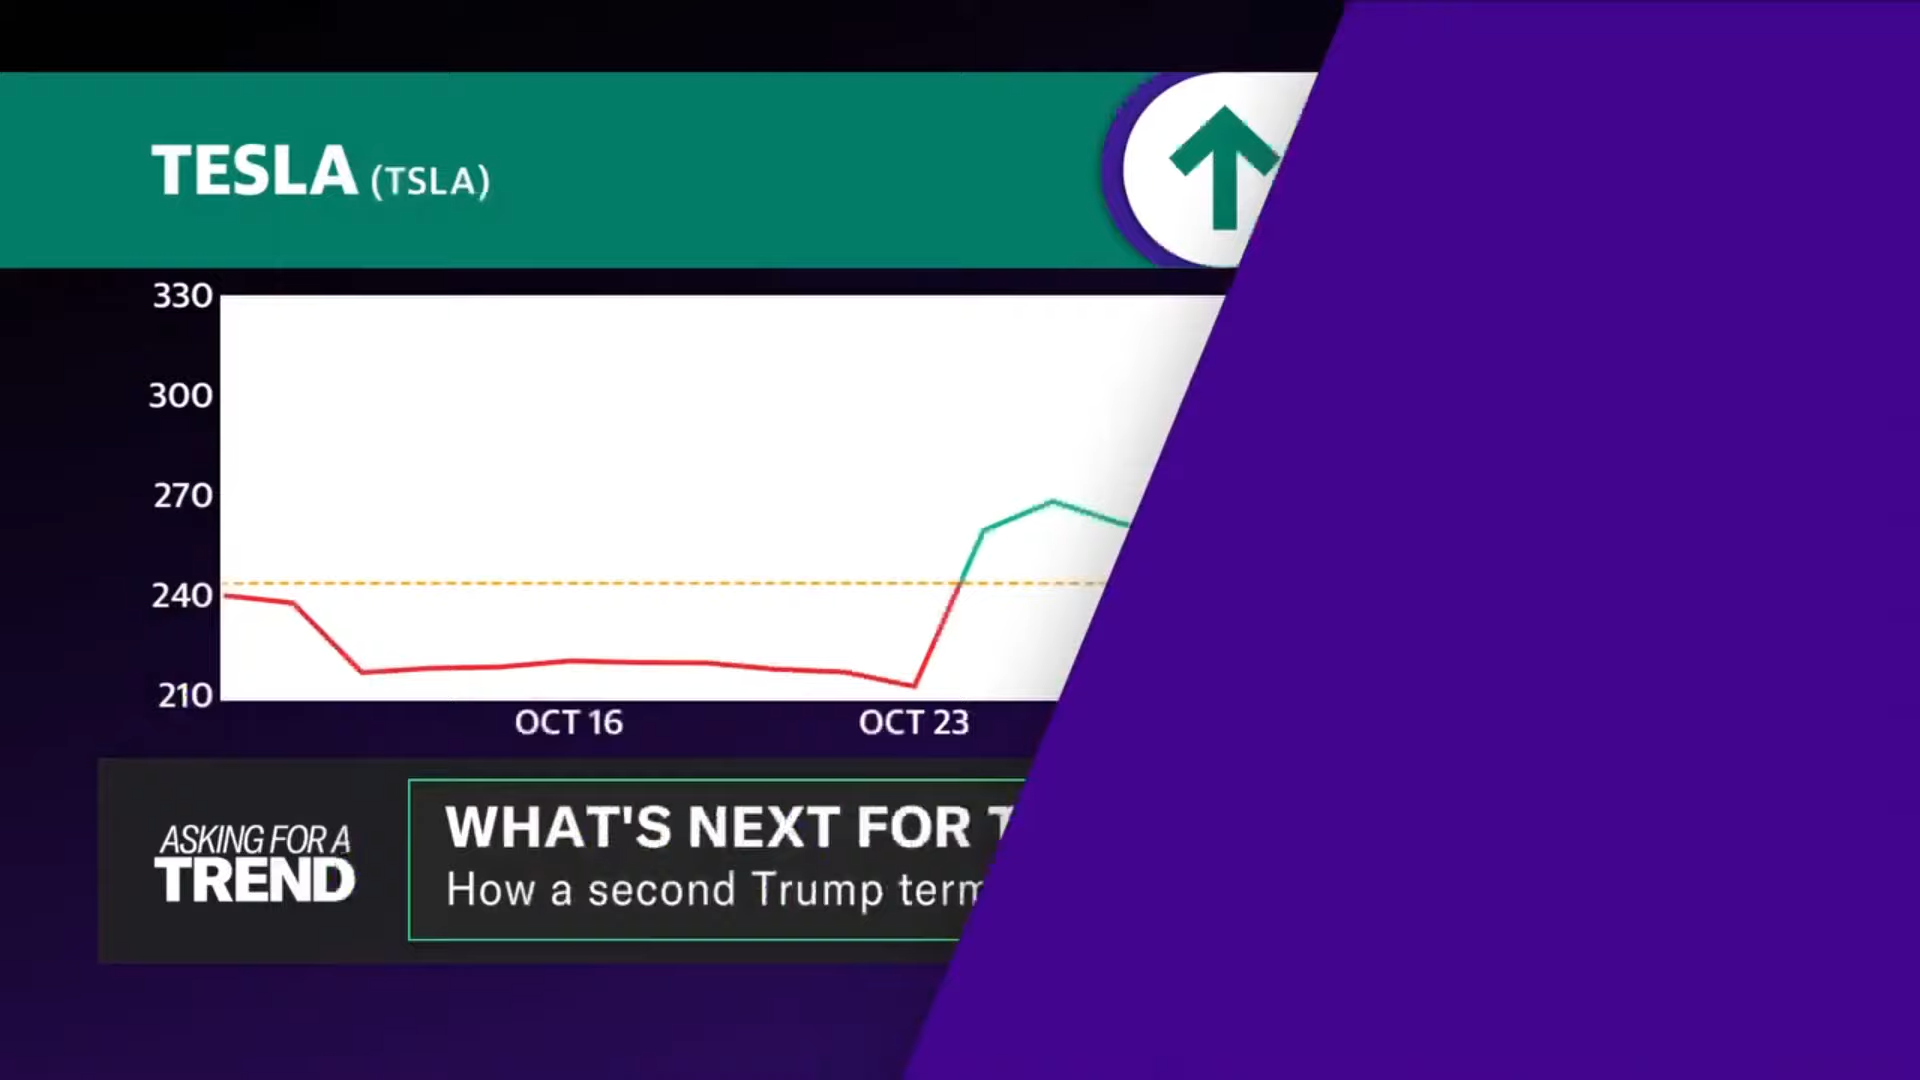 TESLA (TSLA)
330
300
270
240
210
OCT 16
OCT 23
ASKING FOR A
TREND
WHAT'S NEXT FOR
How a second Trump term